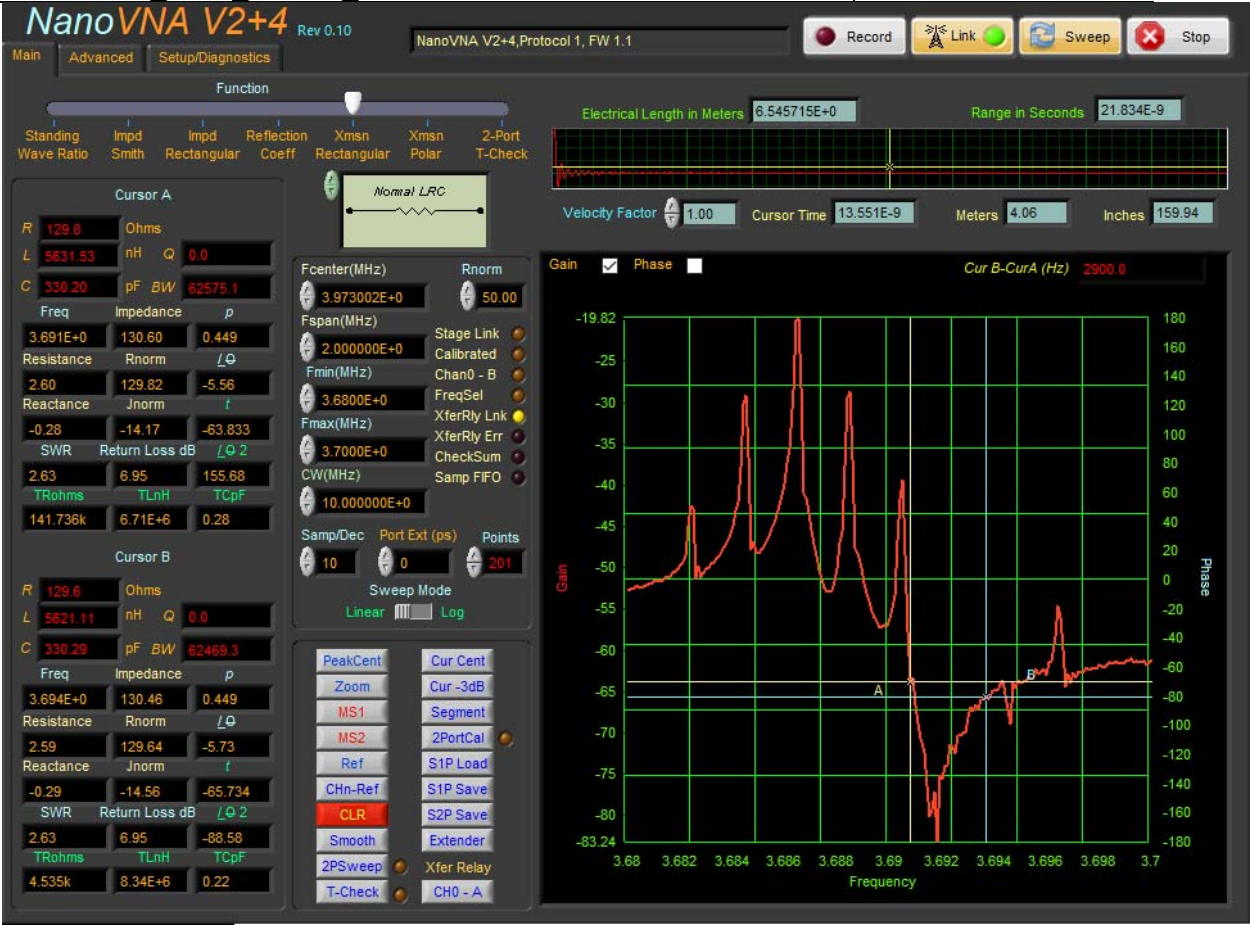 NanoVNA V2+4 Rev 0.10
NanoVNA V2+4,Protocol 1, FW 1.1
Record Link Sweep Stop
Main Advanced Setup/Diagnostics
Function
Standing Wave Ratio
Impd Smith
Impd Rectangular
Reflection Coeff
Xmsn Rectangular
Xmsn Polar
2-Port T-Check
Electrical Length in Meters 6.545715E+0 Range in Seconds 21.834E-9
Velocity Factor 1.00 Cursor Time 13.551E-9 Meters 4.06 Inches 159.94
Normal LRC
Cursor A
R 129.8 Ohms
L 5631.53 nH Q 0.0
C 330.20 pF BW 62575.1
Freq Impedance p
3.691E+0 130.60 0.449
Resistance Rnorm / Θ
2.60 129.82 -5.56
Reactance Jnorm t
-0.28 -14.17 -63.833
SWR Return Loss dB / Θ 2
2.63 6.95 155.68
TRohms TLnH TCpF
141.736k 6.71E+6 0.28
Cursor B
R 129.6 Ohms
L 5621.11 nH Q 0.0
C 330.29 pF BW 62469.3
Freq Impedance p
3.694E+0 130.46 0.449
Resistance Rnorm / Θ
2.59 129.64 -5.73
Reactance Jnorm t
-0.29 -14.56 -65.734
SWR Return Loss dB / Θ 2
2.63 6.95 -88.58
TRohms TLnH TCpF
4.535k 8.34E+6 0.22
Fcenter(MHz) Rnorm
3.973002E+0 50.00
Fspan(MHz)
2.000000E+0
Fmin(MHz)
3.6800E+0
Fmax(MHz)
3.7000E+0
CW(MHz)
10.000000E+0
Stage Link
Calibrated
Chan0 - B
FreqSel
XferRly Lnk
XferRly Err
CheckSum
Samp FIFO
Samp/Dec Port Ext (ps) Points
10 0 201
Sweep Mode
Linear Log
PeakCent Cur Cent
Zoom Cur -3dB
MS1 Segment
MS2 2PortCal
Ref S1P Load
CHn-Ref S1P Save
CLR S2P Save
Smooth Extender
2PSweep Xfer Relay
T-Check CH0 - A
Gain Phase Cur B-CurA (Hz) 2900.0
-19.82
-25
-30
-35
-40
-45
-50
-55
-60
-65
-70
-75
-80
-83.24
Gain
A
B
180
160
140
120
100
80
60
40
20
0
-20
-40
-60
-80
-100
-120
-140
-160
-180
Phase
3.68 3.682 3.684 3.686 3.688 3.69 3.692 3.694 3.696 3.698 3.7
Frequency